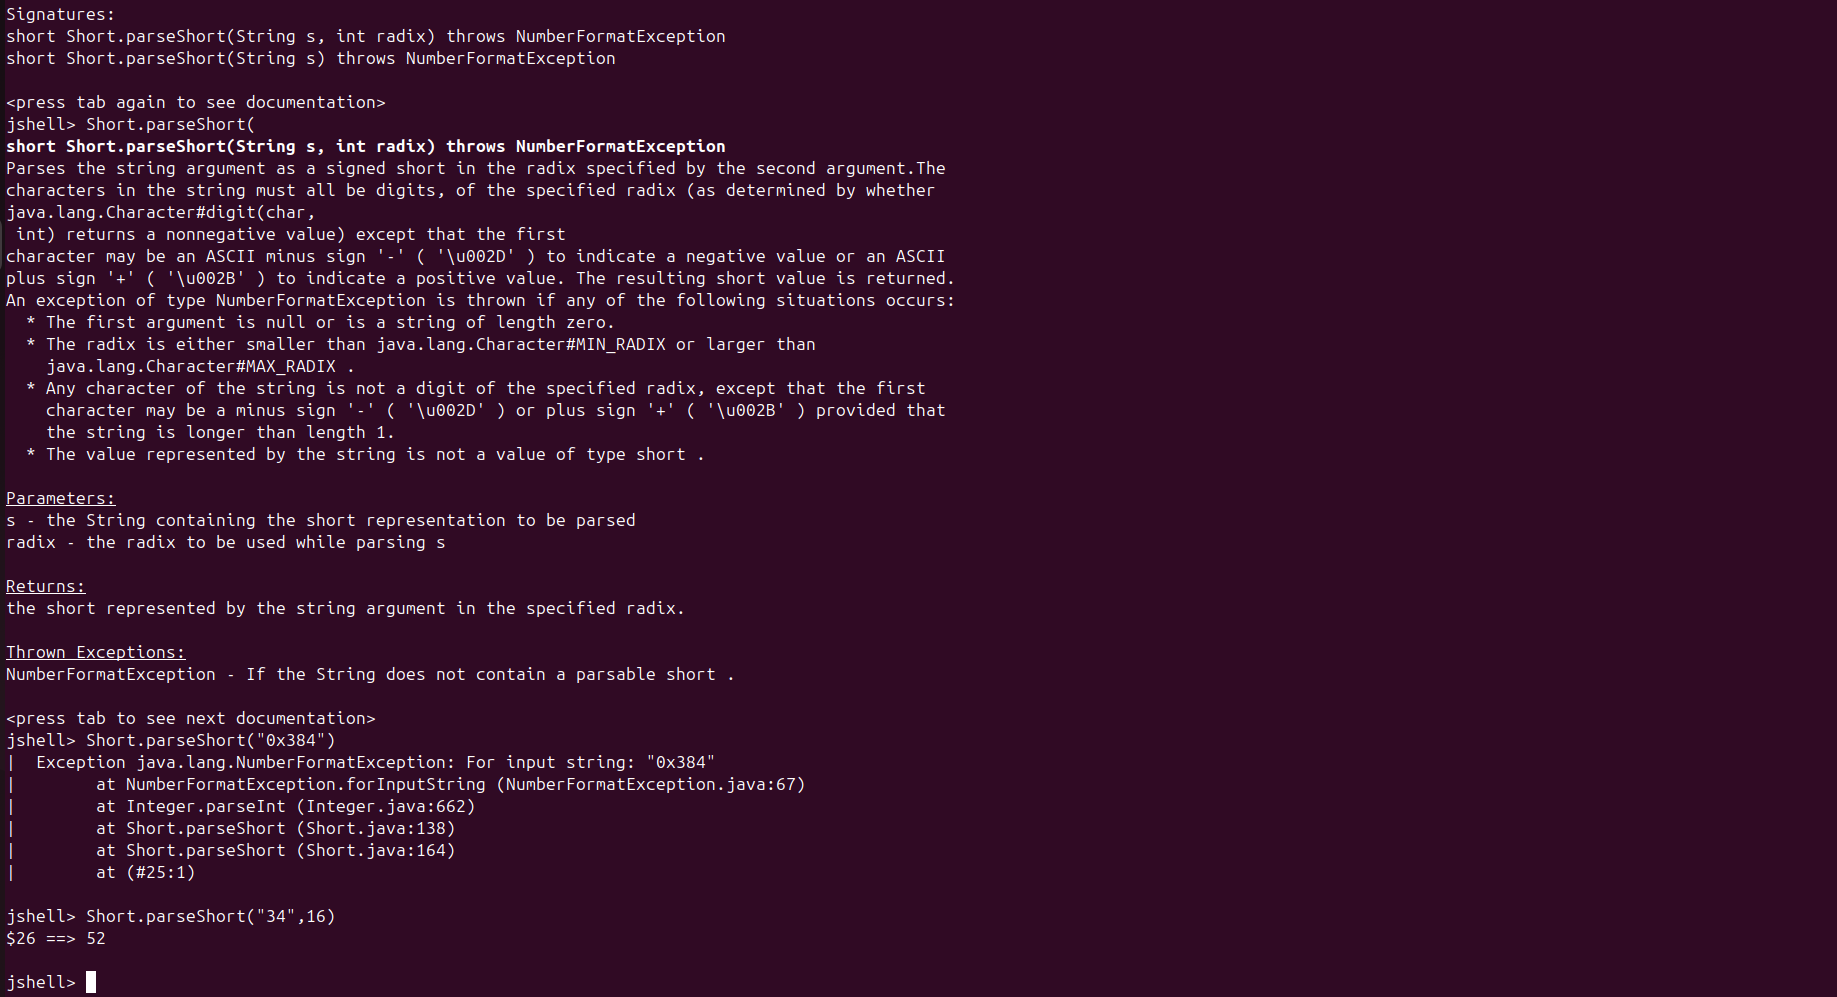 Signatures:
short Short.parseShort(String s, int radix) throws NumberFormatException
short Short.parseShort(String s) throws NumberFormatException
<press tab again to see documentation>
jshell> Short.parseShort(
short Short.parseShort(String s, int radix) throws NumberFormatException
Parses the string argument as a signed short in the radix specified by the second argument.The
characters in the string must all be digits, of the specified radix (as determined by whether
java.lang.Character#digit(char,
 int) returns a nonnegative value) except that the first
character may be an ASCII minus sign '-' ( '\u002D' ) to indicate a negative value or an ASCII
plus sign '+' ( '\u002B' ) to indicate a positive value. The resulting short value is returned.
An exception of type NumberFormatException is thrown if any of the following situations occurs:
  * The first argument is null or is a string of length zero.
  * The radix is either smaller than java.lang.Character#MIN_RADIX or larger than
    java.lang.Character#MAX_RADIX .
  * Any character of the string is not a digit of the specified radix, except that the first
    character may be a minus sign '-' ( '\u002D' ) or plus sign '+' ( '\u002B' ) provided that
    the string is longer than length 1.
  * The value represented by the string is not a value of type short .
Parameters:
s - the String containing the short representation to be parsed
radix - the radix to be used while parsing s
Returns:
the short represented by the string argument in the specified radix.
Thrown Exceptions:
NumberFormatException - If the String does not contain a parsable short .
<press tab to see next documentation>
jshell> Short.parseShort("0x384")
|  Exception java.lang.NumberFormatException: For input string: "0x384"
|        at NumberFormatException.forInputString (NumberFormatException.java:67)
|        at Integer.parseInt (Integer.java:662)
|        at Short.parseShort (Short.java:138)
|        at Short.parseShort (Short.java:164)
|        at (#25:1)
jshell> Short.parseShort("34",16)
$26 ==> 52
jshell>